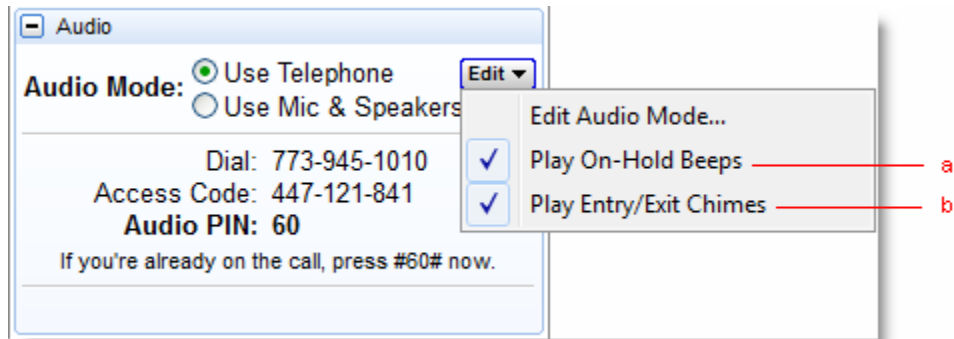 Audio
Audio Mode: Use Telephone
Use Mic & Speakers
Edit
Edit Audio Mode...
Play On-Hold Beeps a
Play Entry/Exit Chimes b
Dial: 773-945-1010
Access Code: 447-121-841
Audio PIN: 60
If you're already on the call, press #60# now.